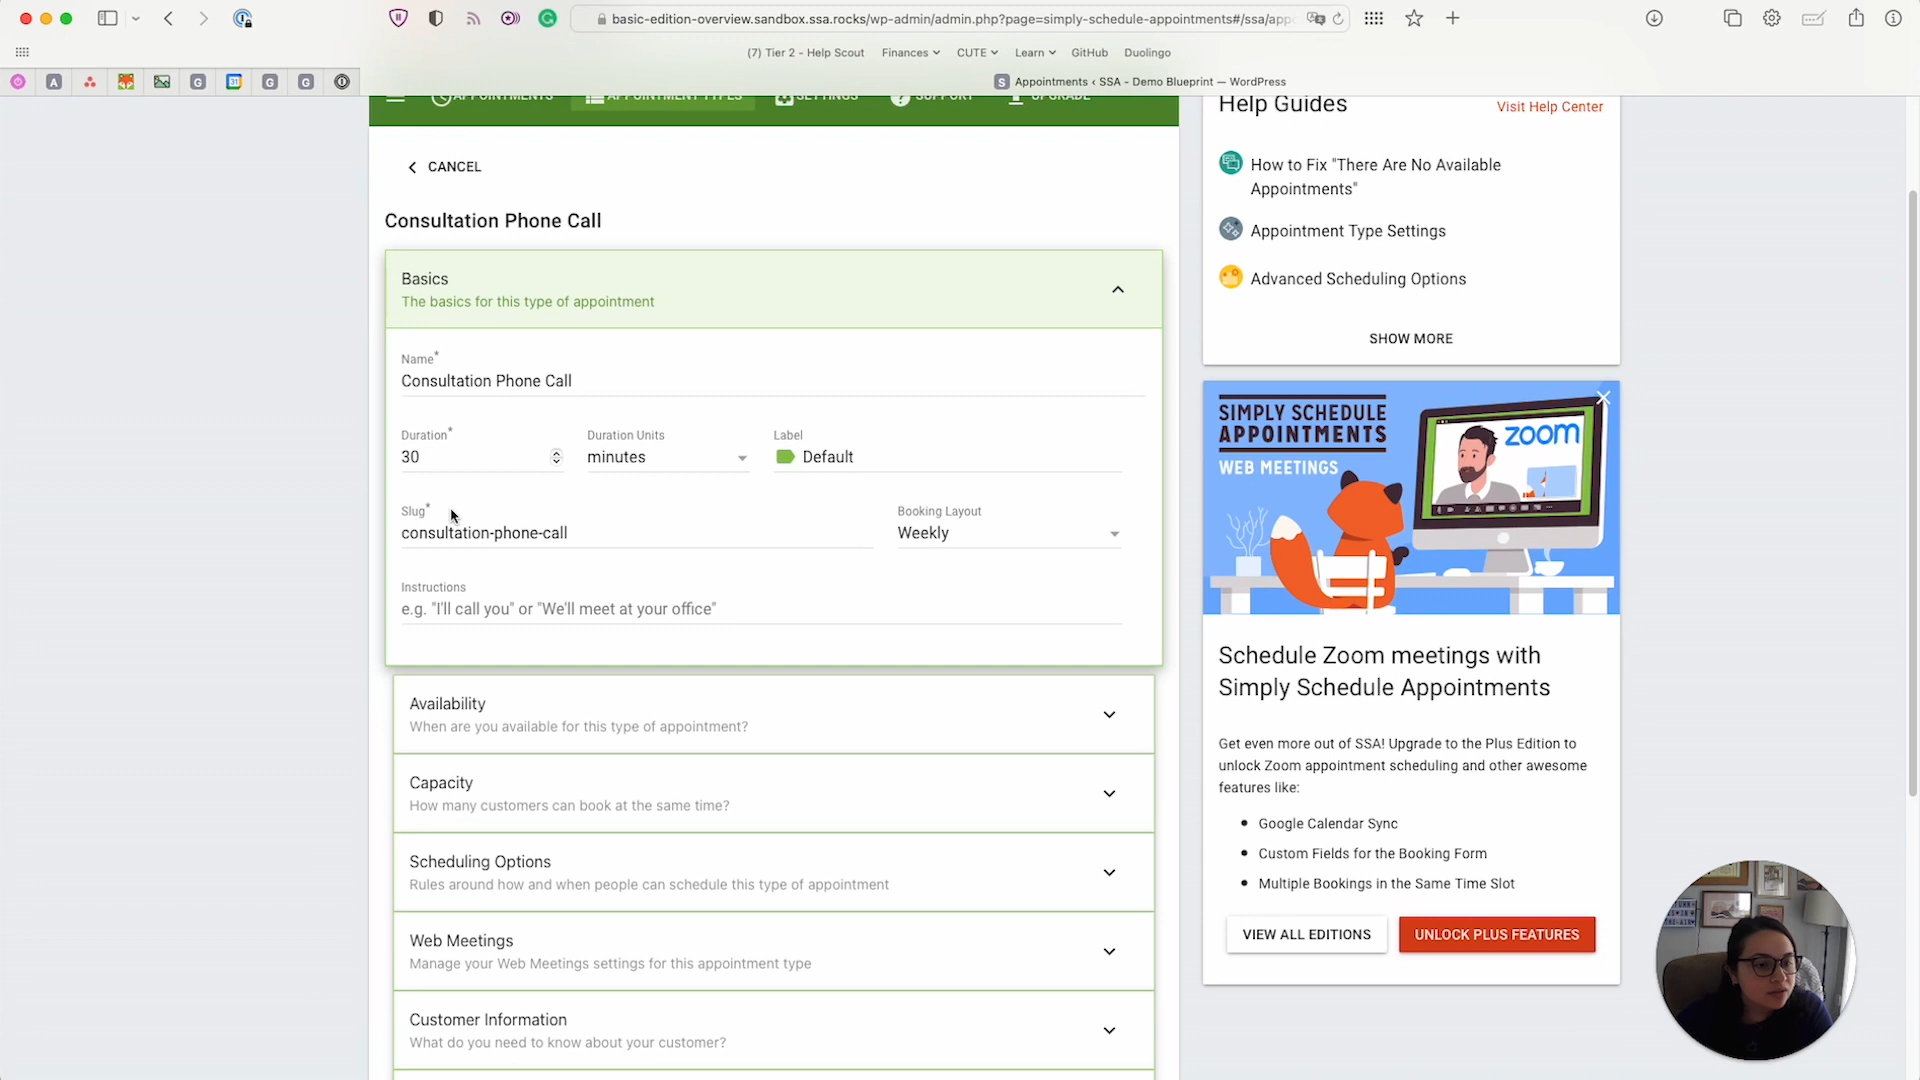 basic-edition-overview.sandbox.ssa.rocks/wp-admin/admin.php?page=simply-schedule-appointments#/ssa/appo
(7) Tier 2 - Help Scout
Finances
CUTE
Learn
GitHub
Duolingo
Appointments ‹ SSA - Demo Blueprint — WordPress
APPOINTMENTS
APPOINTMENT TYPES
SETTINGS
SUPPORT
UPGRADE
CANCEL
Consultation Phone Call
Basics
The basics for this type of appointment
Name*
Consultation Phone Call
Duration*
30
Duration Units
minutes
Label
Default
Slug*
consultation-phone-call
Booking Layout
Weekly
Instructions
e.g. "I'll call you" or "We'll meet at your office"
Availability
When are you available for this type of appointment?
Capacity
How many customers can book at the same time?
Scheduling Options
Rules around how and when people can schedule this type of appointment
Web Meetings
Manage your Web Meetings settings for this appointment type
Customer Information
What do you need to know about your customer?
Help Guides
Visit Help Center
How to Fix "There Are No Available
Appointments"
Appointment Type Settings
Advanced Scheduling Options
SHOW MORE
SIMPLY SCHEDULE
APPOINTMENTS
WEB MEETINGS
zoom
Schedule Zoom meetings with
Simply Schedule Appointments
Get even more out of SSA! Upgrade to the Plus Edition to
unlock Zoom appointment scheduling and other awesome
features like:
Google Calendar Sync
Custom Fields for the Booking Form
Multiple Bookings in the Same Time Slot
VIEW ALL EDITIONS
UNLOCK PLUS FEATURES